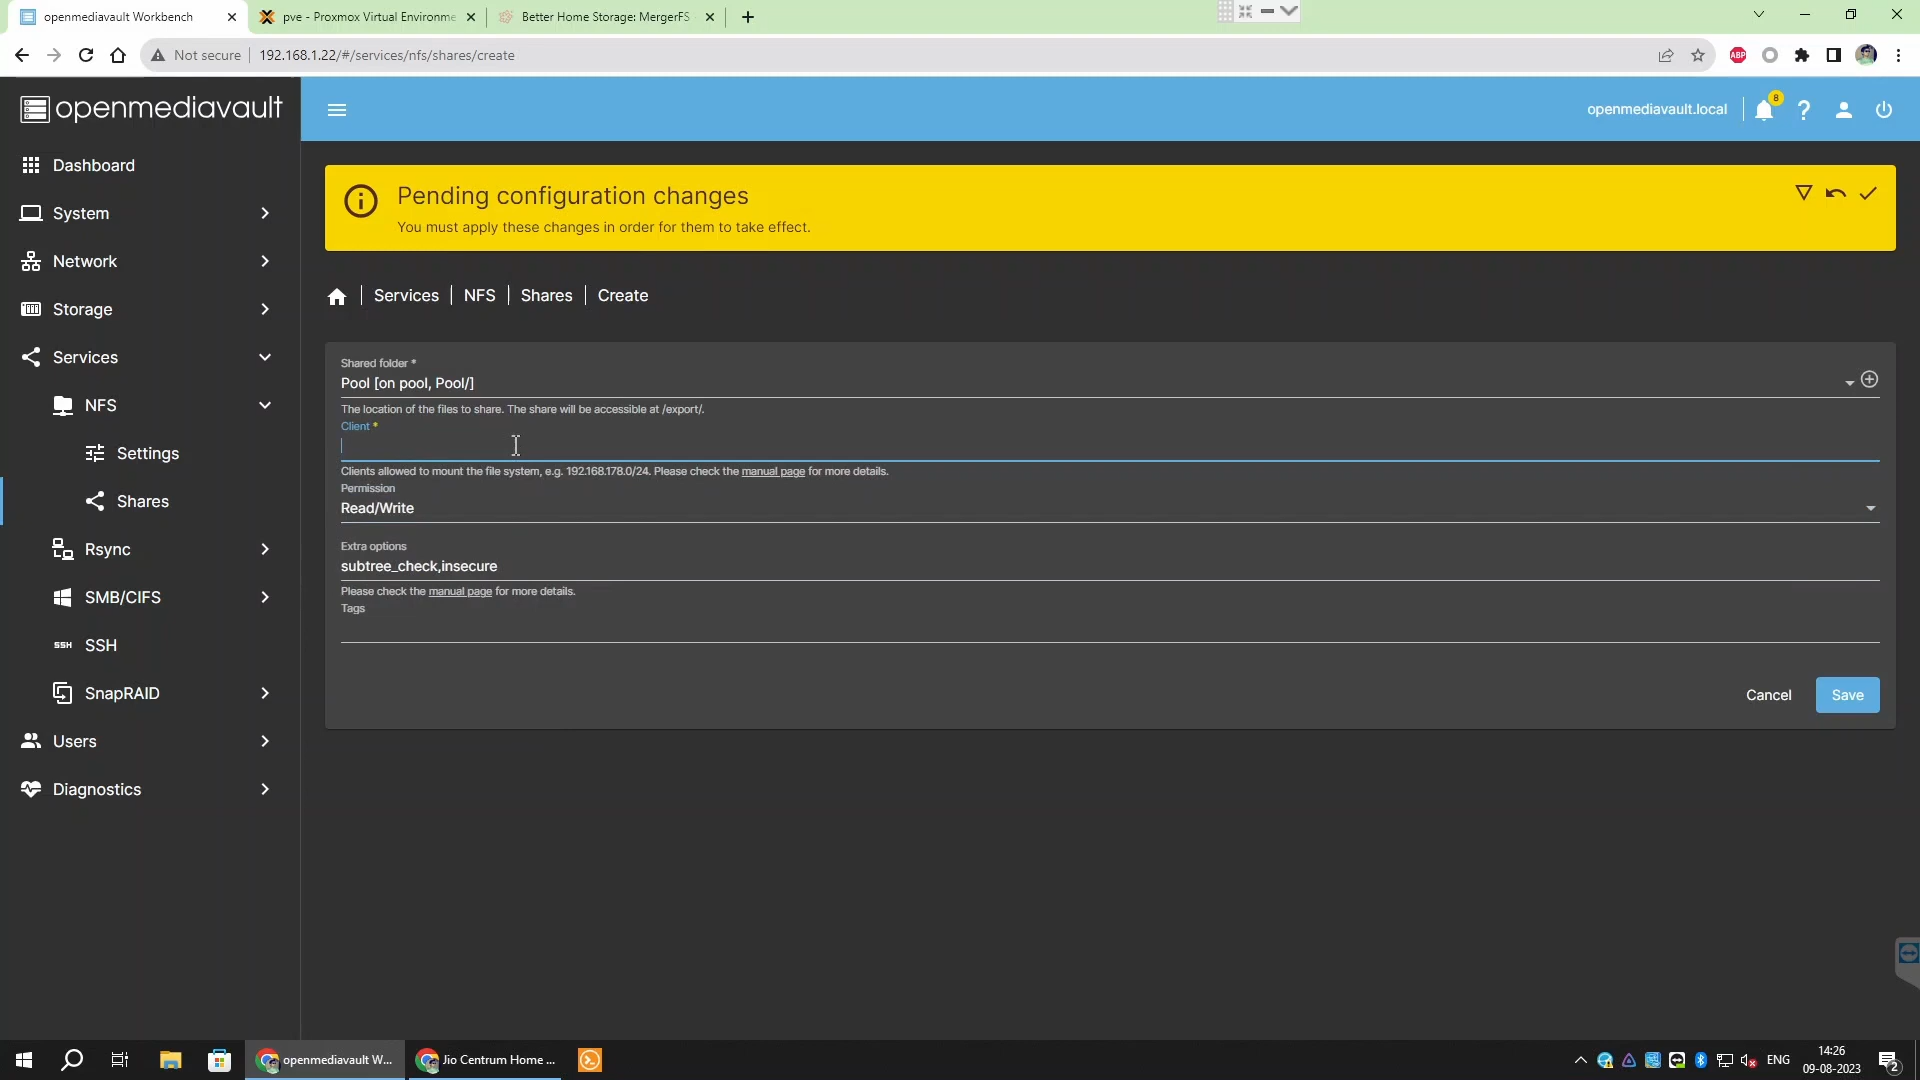 openmediavault Workbench
pve - Proxmox Virtual Environme
Better Home Storage: MergerFS
Not secure
192.168.1.22/#/services/nfs/shares/create
ABP
openmediavault
openmediavault.local
8
Dashboard
System
Network
Storage
Services
NFS
Settings
Shares
Rsync
SMB/CIFS
SSH SSH
SnapRAID
Users
Diagnostics
Pending configuration changes
You must apply these changes in order for them to take effect.
Services | NFS | Shares | Create
Shared folder *
Pool [on pool, Pool/]
The location of the files to share. The share will be accessible at /export/.
Client *
Clients allowed to mount the file system, e.g. 192.168.178.0/24. Please check the manual page for more details.
Permission
Read/Write
Extra options
subtree_check,insecure
Please check the manual page for more details.
Tags
Cancel
Save
openmediavault W...
Jio Centrum Home ...
ENG
14:26
09-08-2023
2